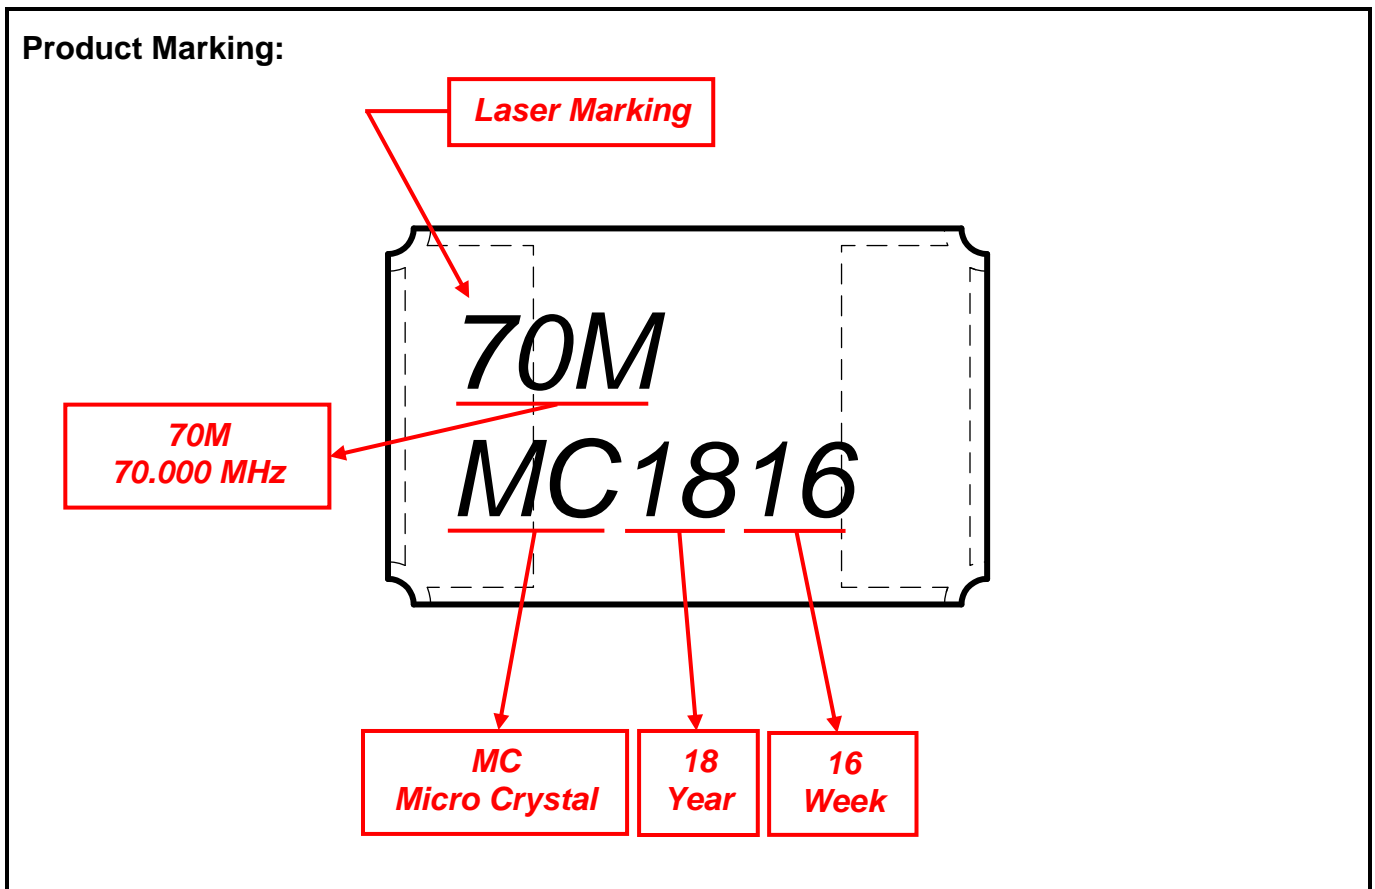 Product Marking:
Laser Marking
70M
70M
70.000 MHz
MC1816
MC
Micro Crystal
18
Year
16
Week